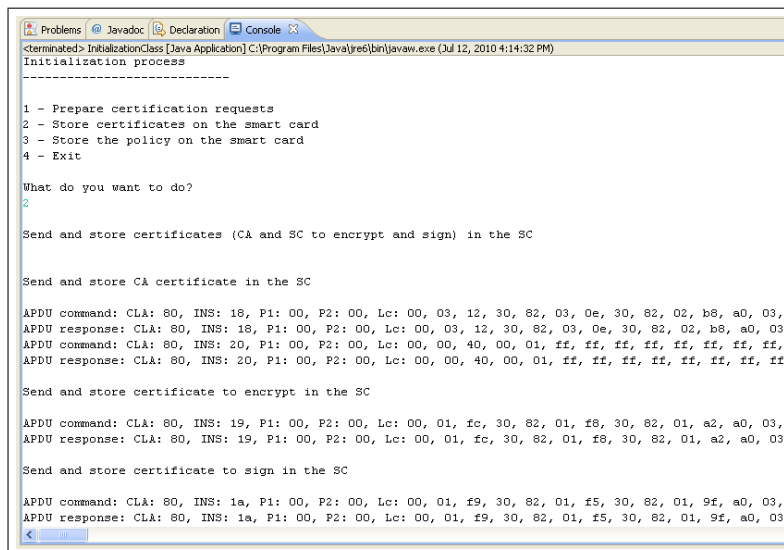 Problems @ Javadoc Declaration Console
<terminated> InitializationClass [Java Application] C:\Program Files\Java\jre6\bin\javaw.exe (Jul 12, 2010 4:14:32 PM)
Initialization process
----------------------------
1 - Prepare certification requests
2 - Store certificates on the smart card
3 - Store the policy on the smart card
4 - Exit
What do you want to do?
2
Send and store certificates (CA and SC to encrypt and sign) in the SC
Send and store CA certificate in the SC
APDU command: CLA: 80, INS: 18, P1: 00, P2: 00, Lc: 00, 03, 12, 30, 82, 03, 0e, 30, 82, 02, b8, a0, 03,
APDU response: CLA: 80, INS: 18, P1: 00, P2: 00, Lc: 00, 03, 12, 30, 82, 03, 0e, 30, 82, 02, b8, a0, 03
APDU command: CLA: 80, INS: 20, P1: 00, P2: 00, Lc: 00, 00, 40, 00, 01, ff, ff, ff, ff, ff, ff, ff, ff,
APDU response: CLA: 80, INS: 20, P1: 00, P2: 00, Lc: 00, 00, 40, 00, 01, ff, ff, ff, ff, ff, ff, ff, ff
Send and store certificate to encrypt in the SC
APDU command: CLA: 80, INS: 19, P1: 00, P2: 00, Lc: 00, 01, fc, 30, 82, 01, f8, 30, 82, 01, a2, a0, 03,
APDU response: CLA: 80, INS: 19, P1: 00, P2: 00, Lc: 00, 01, fc, 30, 82, 01, f8, 30, 82, 01, a2, a0, 03
Send and store certificate to sign in the SC
APDU command: CLA: 80, INS: 1a, P1: 00, P2: 00, Lc: 00, 01, f9, 30, 82, 01, f5, 30, 82, 01, 9f, a0, 03,
APDU response: CLA: 80, INS: 1a, P1: 00, P2: 00, Lc: 00, 01, f9, 30, 82, 01, f5, 30, 82, 01, 9f, a0, 03